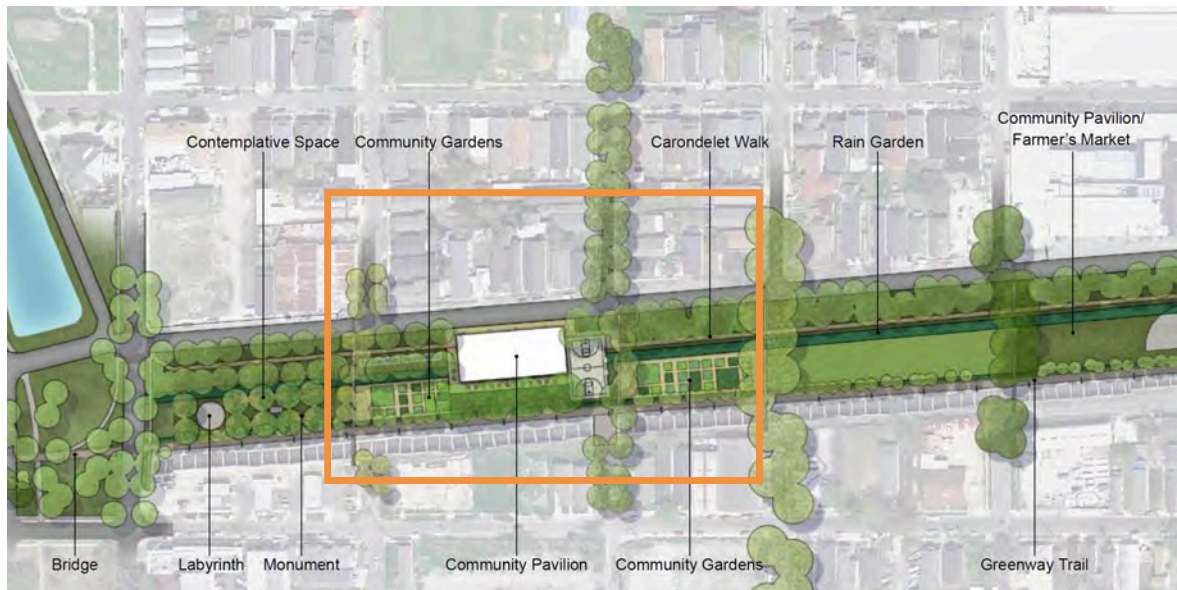 Community Pavilion/
Farmer's Market
Contemplative Space
Community Gardens
Carondelet Walk
Rain Garden
Bridge
Labyrinth
Monument
Community Pavilion
Community Gardens
Greenway Trail